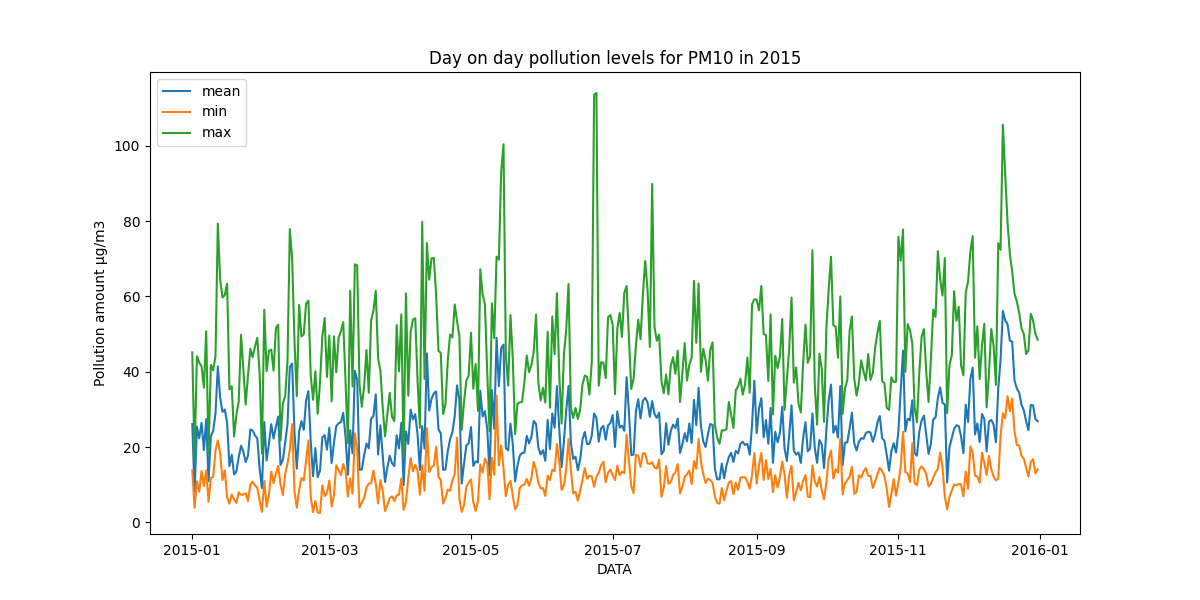 Day on day pollution levels for PM10 in 2015
mean
min
max
Pollution amount µg/m3
100
80
60
40
20
0
2015-01 2015-03 2015-05 2015-07 2015-09 2015-11 2016-01
DATA